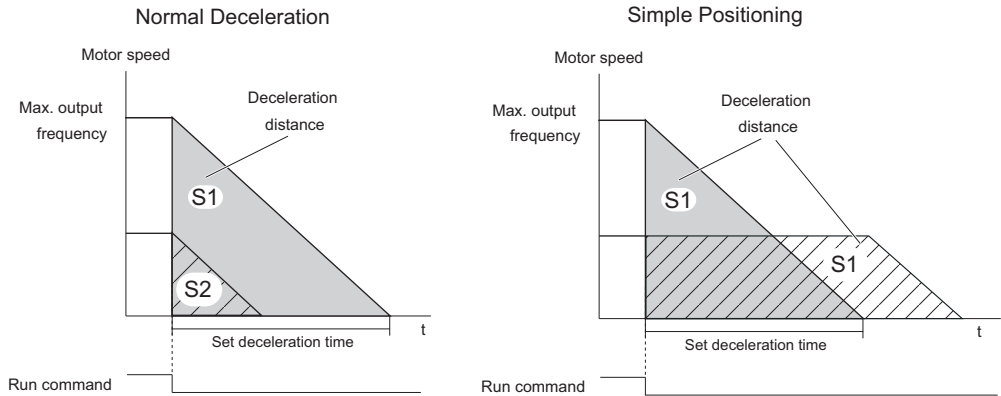 Normal Deceleration
Motor speed
Max. output
frequency
Deceleration
distance
S1
S2
t
Set deceleration time
Run command
Simple Positioning
Motor speed
Max. output
frequency
Deceleration
distance
S1
S1
t
Set deceleration time
Run command